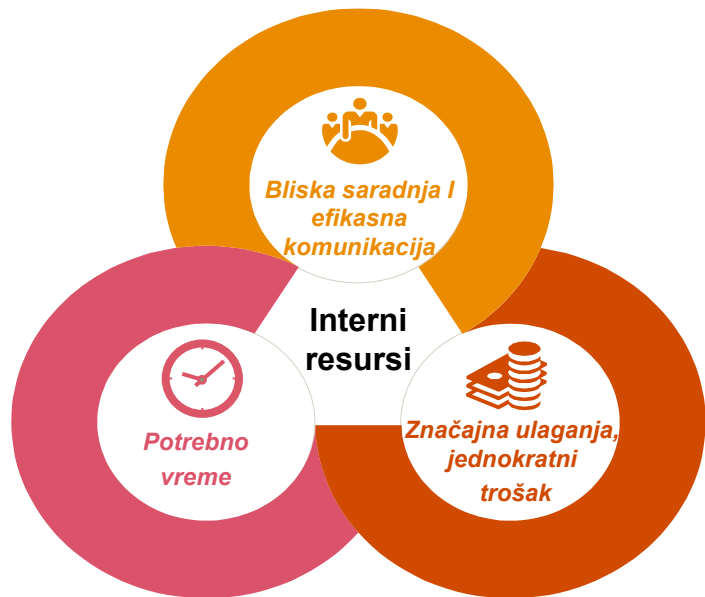 Bliska saradnja I
efikasna
komunikacija
Interni
resursi
Potrebno
vreme
Značajna ulaganja,
jednokratni
trošak